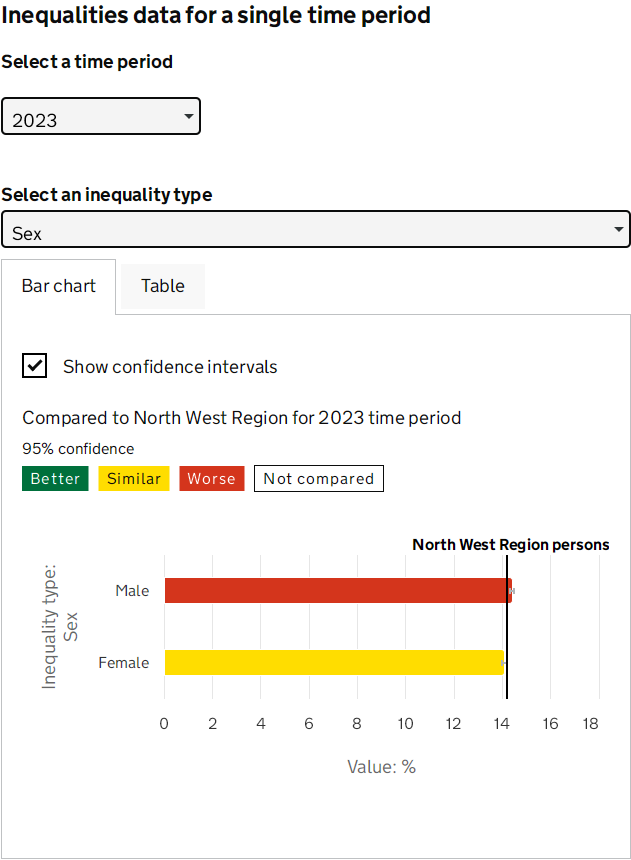 Inequalities data for a single time period
Select a time period
2023
Select an inequality type
Sex
Bar chart
Table
Show confidence intervals
Compared to North West Region for 2023 time period
95% confidence
Better
Similar
Worse
Not compared
North West Region persons
Inequality type:
Sex
Male
Female
0 2 4 6 8 10 12 14 16 18
Value: %